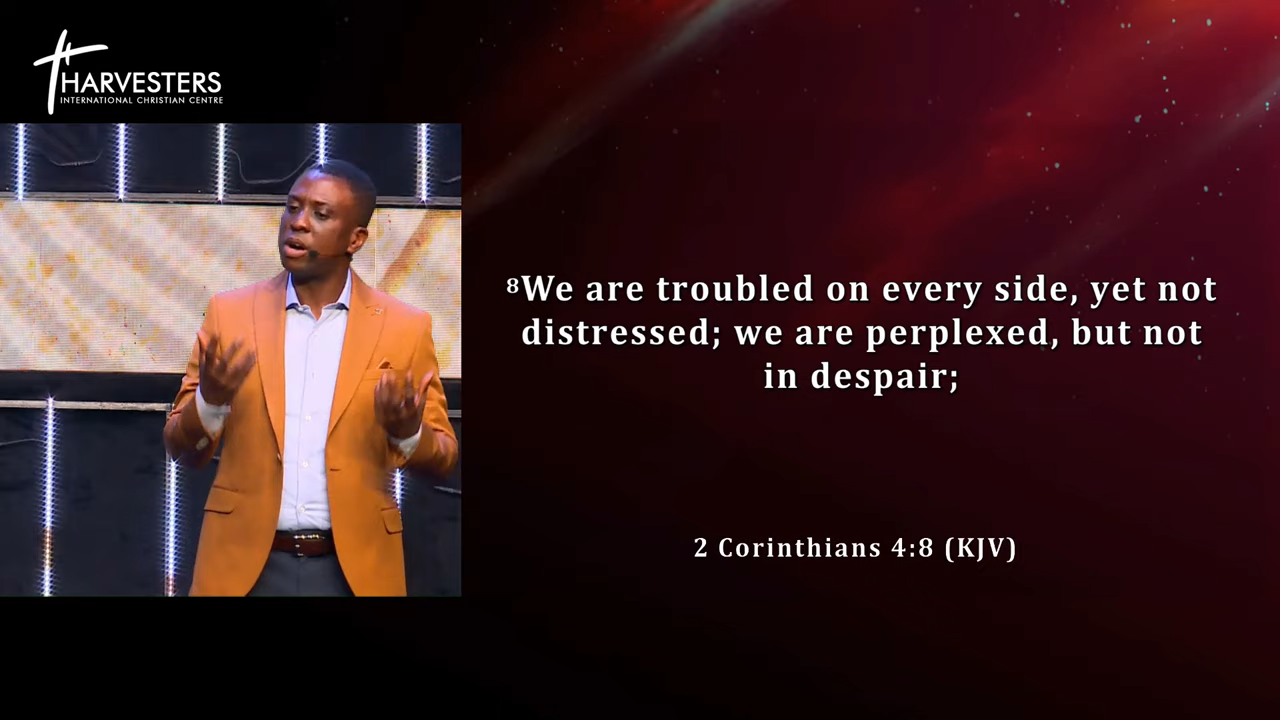 HARVESTERS
INTERNATIONAL CHRISTIAN CENTRE
⁸We are troubled on every side, yet not
distressed; we are perplexed, but not
in despair;
2 Corinthians 4:8 (KJV)